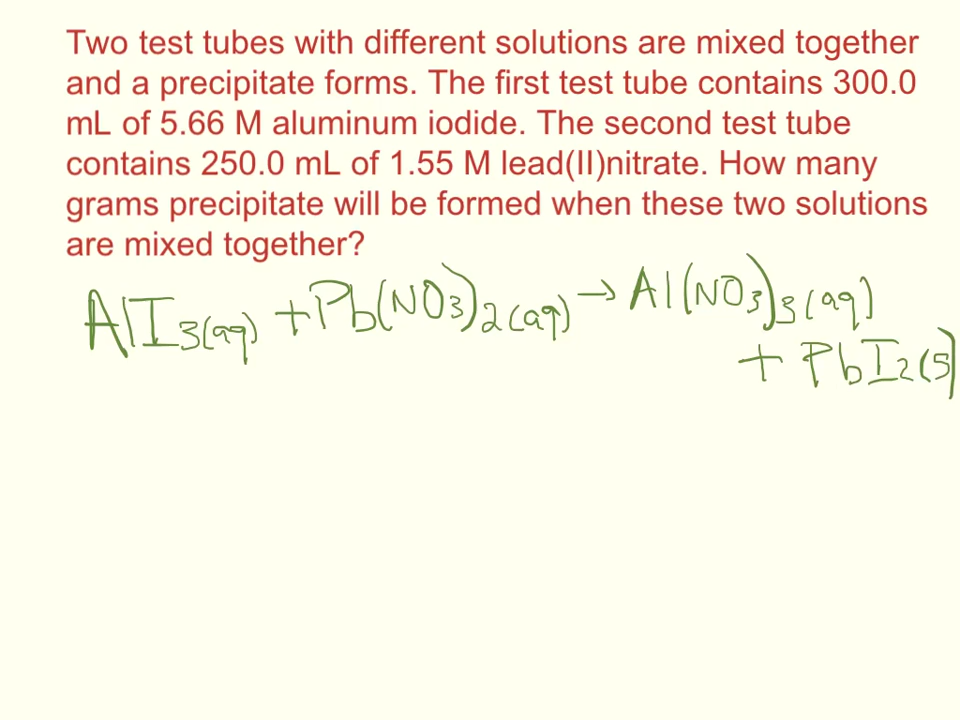 Two test tubes with different solutions are mixed together
and a precipitate forms. The first test tube contains 300.0
mL of 5.66 M aluminum iodide. The second test tube
contains 250.0 mL of 1.55 M lead(II)nitrate. How many
grams precipitate will be formed when these two solutions
are mixed together?
AlI3(aq) + Pb(NO3)2(aq) → Al(NO3)3(aq)
+ PbI2(s)